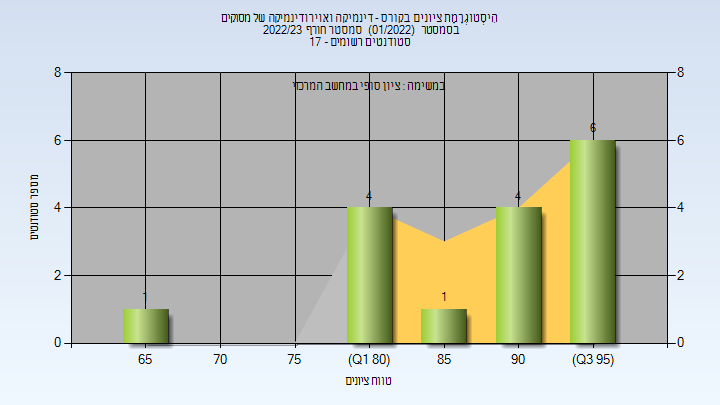 היסטוגרמת ציונים בקורס - דינמיקה ואוירודינמיקה של מסוקים
בסמסטר (01/2022) סמסטר חורף 2022/23
סטודנטים רשומים - 17
במשימה : ציון סופי במחשב המרכזי
8 8
6 6
4 4
2 2
0 0
מספר סטודנטים
1 4 1 4 6
65 70 75 (Q1 80) 85 90 (Q3 95)
טווח ציונים